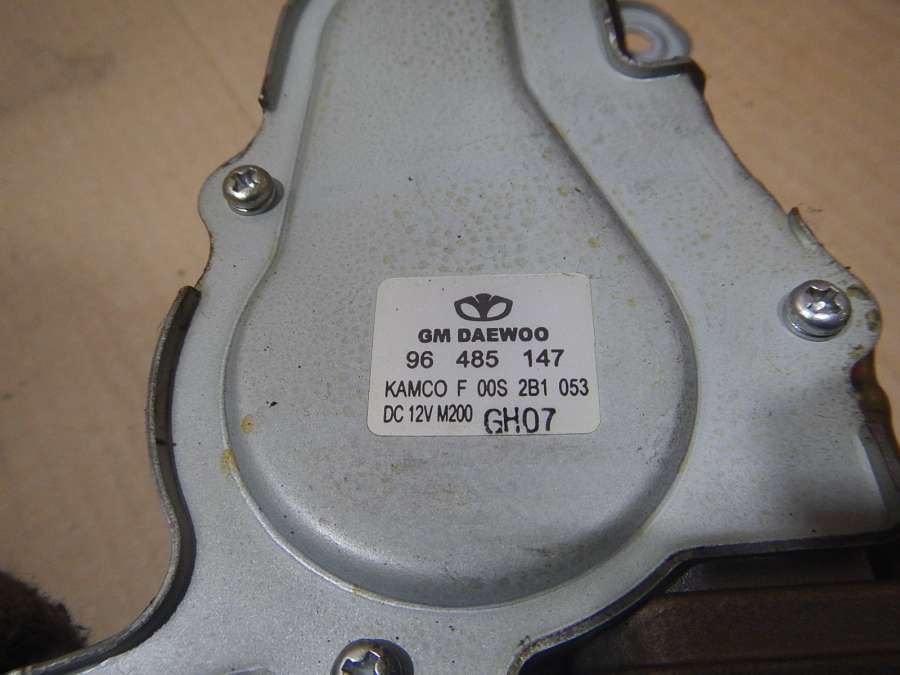 GM DAEWOO
96 485 147
KAMCO F 00S 2B1 053
DC 12V M200 GH07